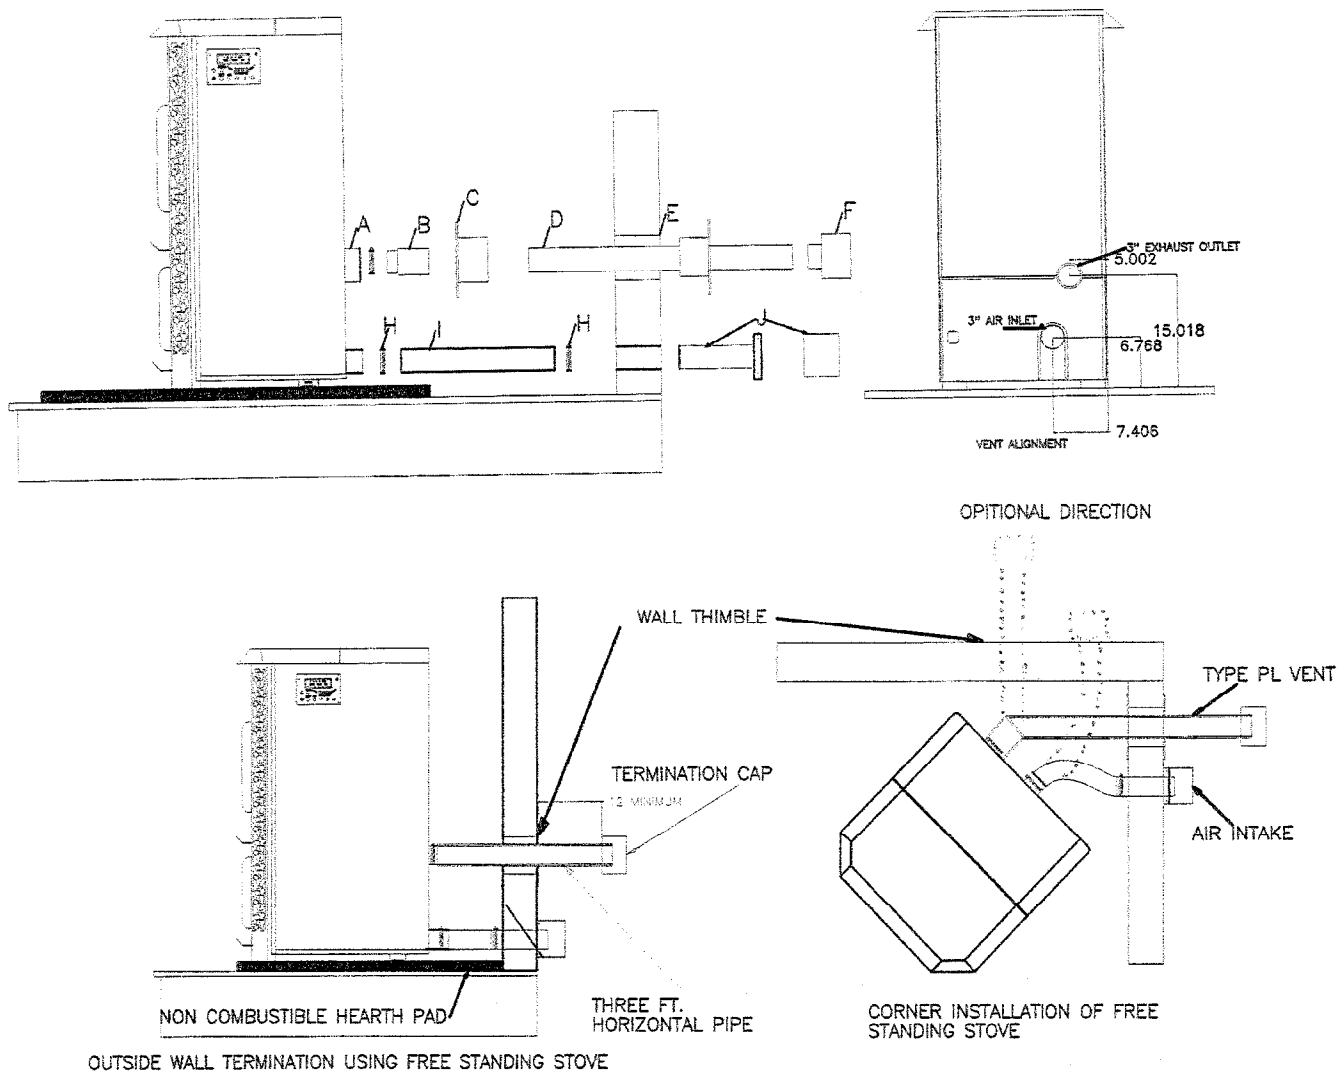 A
B
C
D
E
F
H
I
H
J
3" EXHAUST OUTLET
5.002
3" AIR INLET
15.018
6.768
7.406
VENT ALIGNMENT
OPITIONAL DIRECTION
WALL THIMBLE
TYPE PL VENT
TERMINATION CAP
12 MINIMUM
AIR INTAKE
NON COMBUSTIBLE HEARTH PAD
THREE FT.
HORIZONTAL PIPE
CORNER INSTALLATION OF FREE
STANDING STOVE
OUTSIDE WALL TERMINATION USING FREE STANDING STOVE